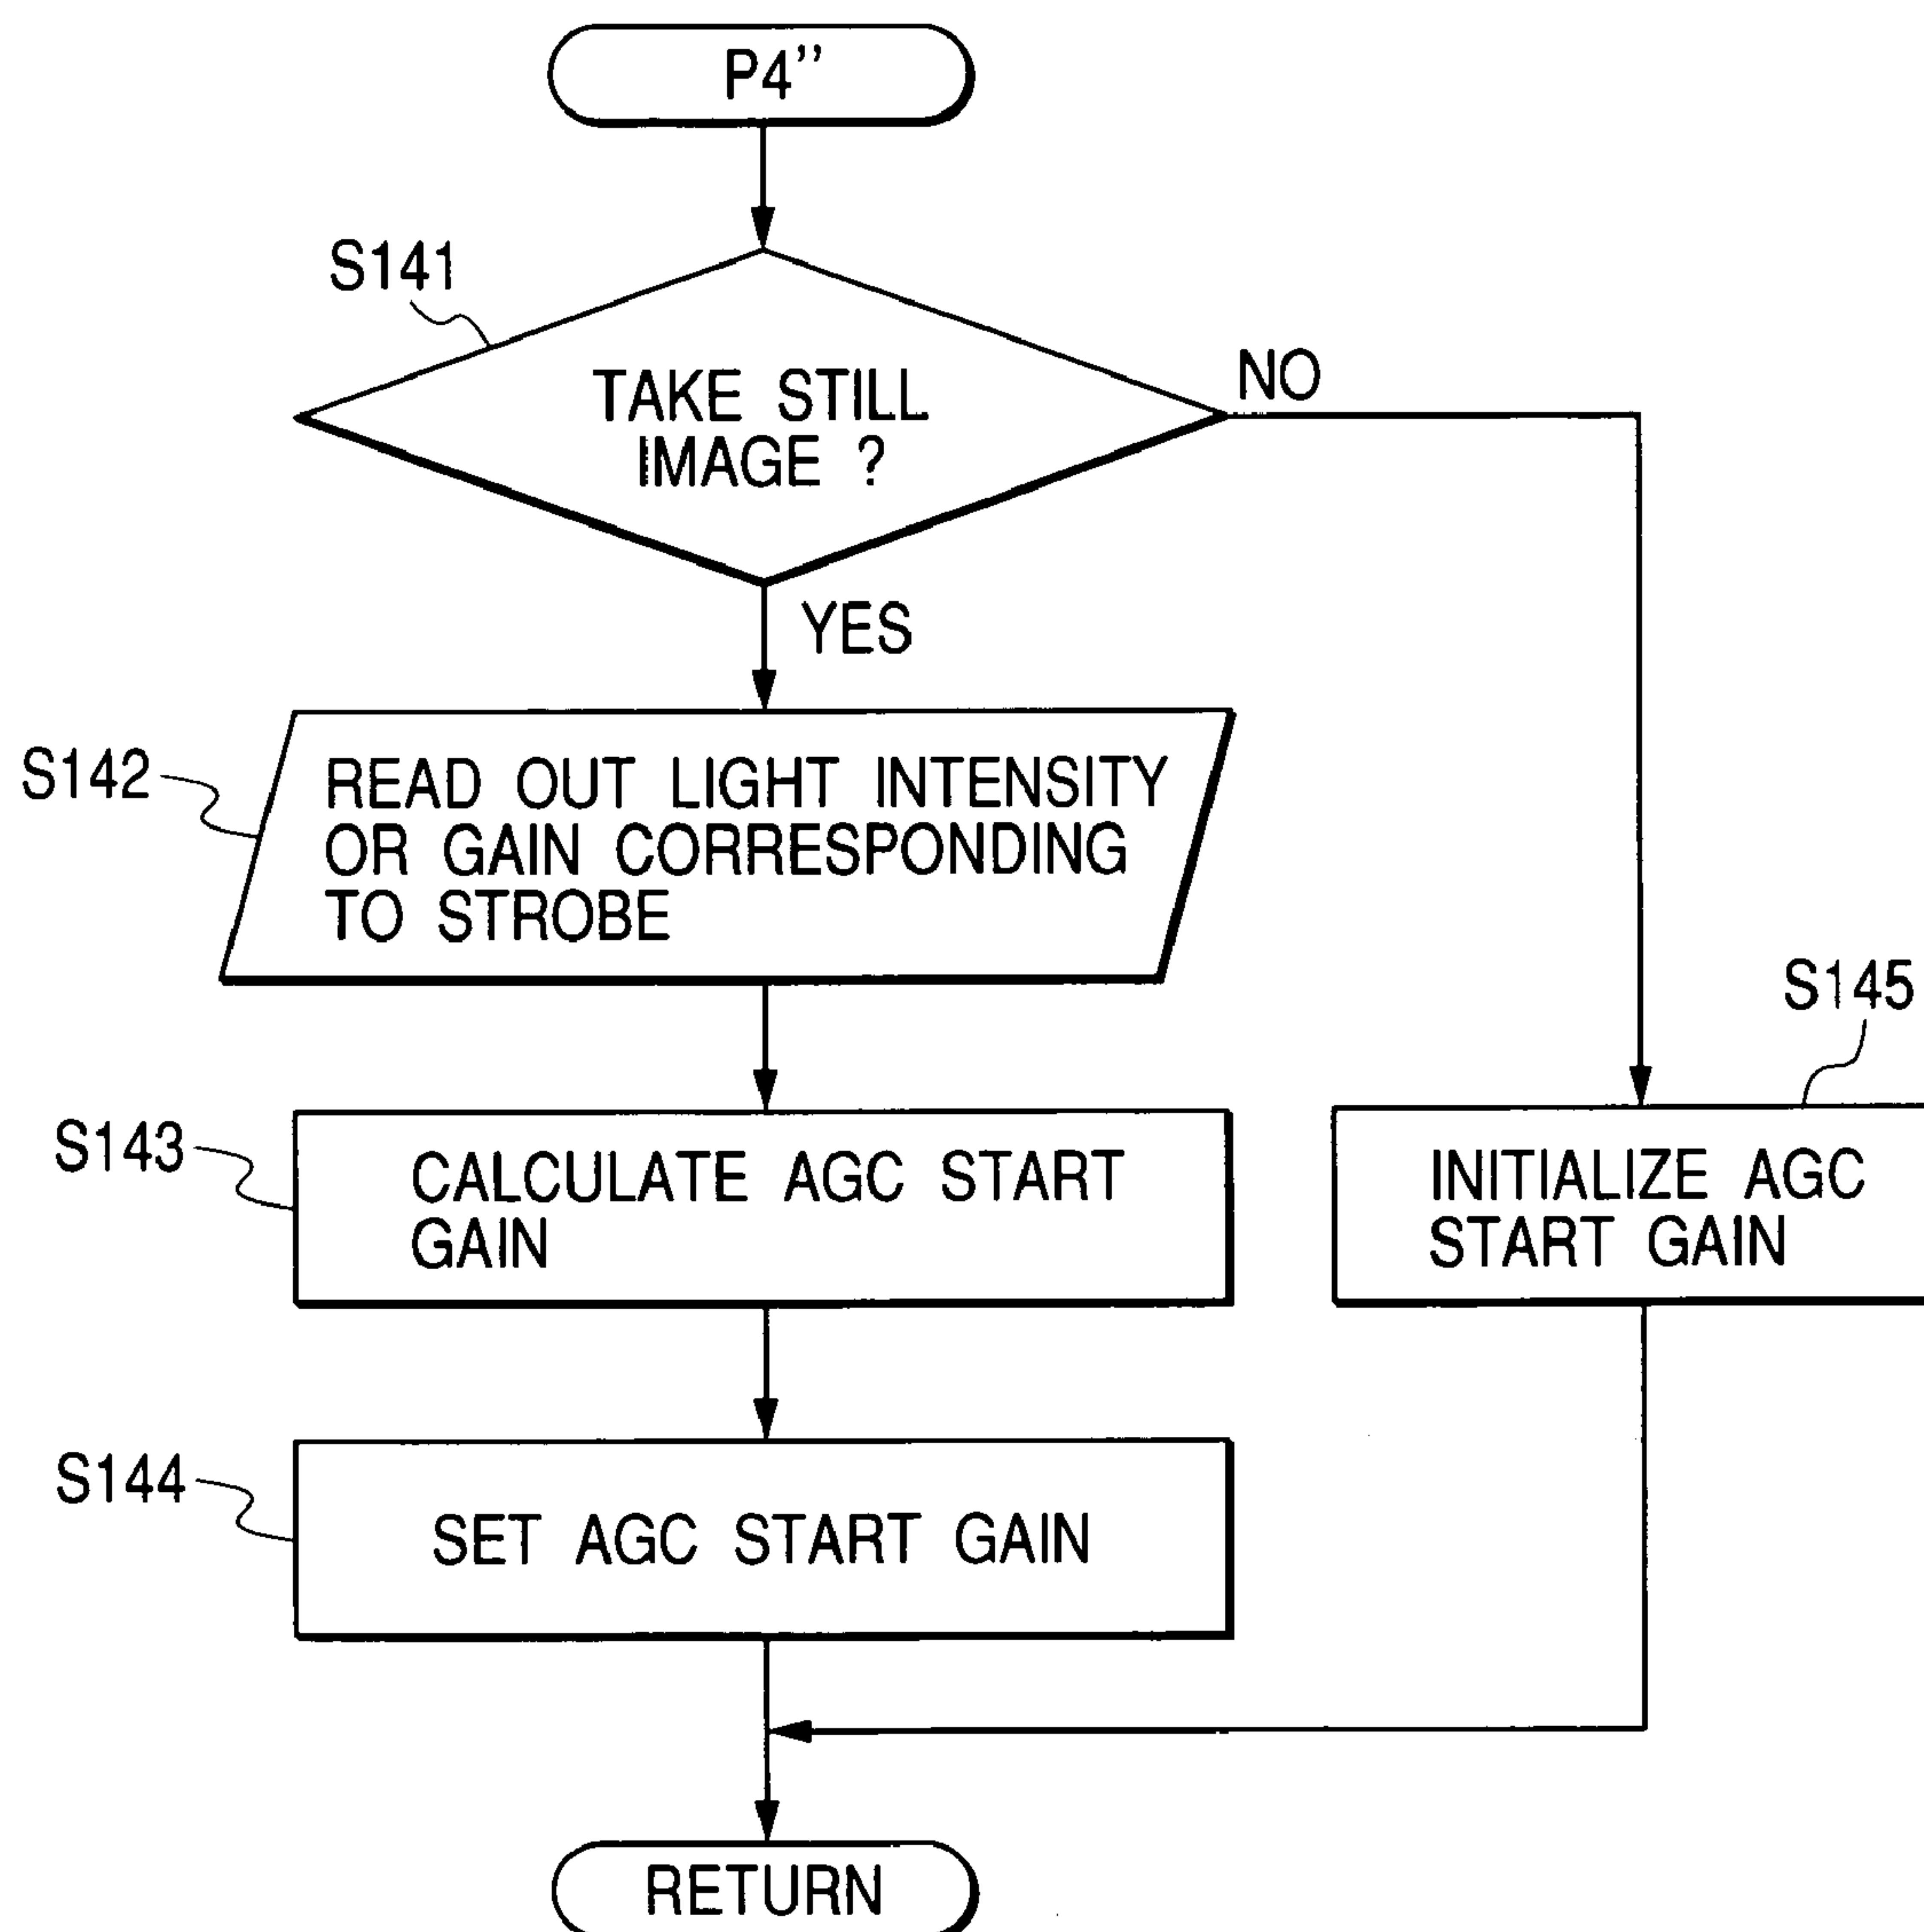 P4’’
S141
TAKE STILL
IMAGE ?
NO
YES
S142
READ OUT LIGHT INTENSITY
OR GAIN CORRESPONDING
TO STROBE
S145
S143
CALCULATE AGC START
GAIN
INITIALIZE AGC
START GAIN
S144
SET AGC START GAIN
RETURN